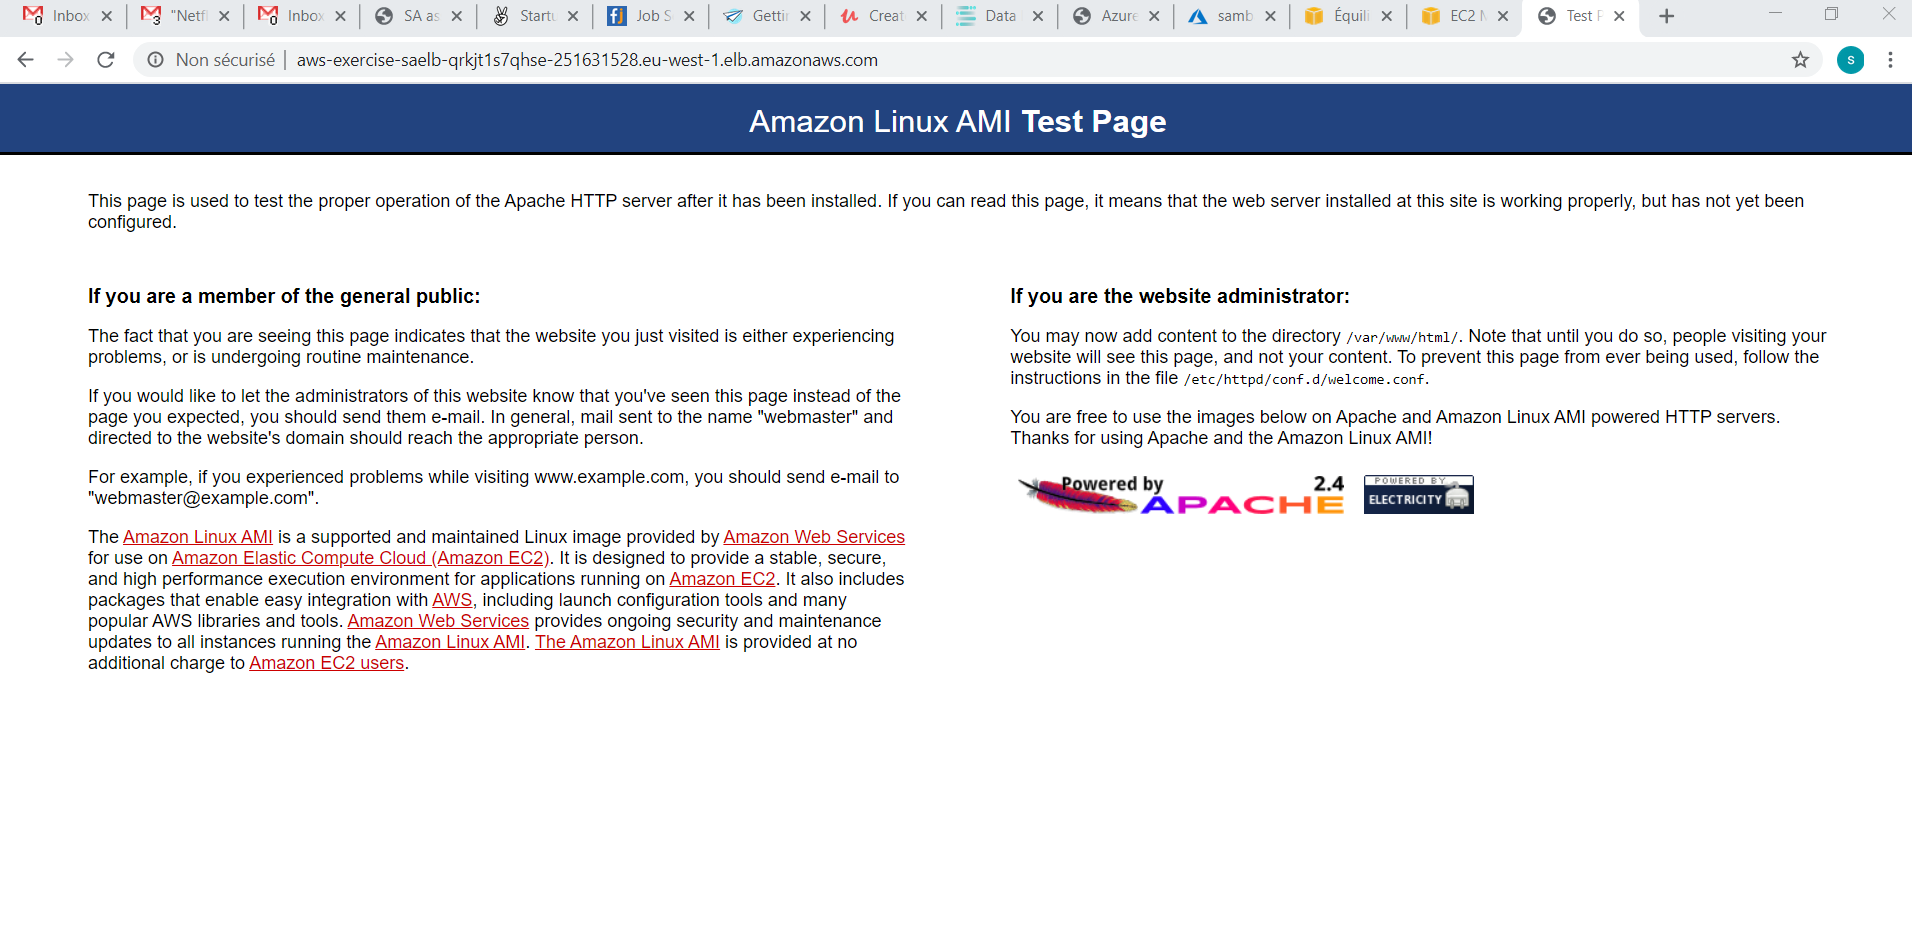 Inbox
"Netfl
Inbox
SA as
Startu
Job S
Getti
Creat
Data
Azure
samb
Équili
EC2 M
Test P
Non sécurisé | aws-exercise-saelb-qrkjt1s7qhse-251631528.eu-west-1.elb.amazonaws.com
s
Amazon Linux AMI Test Page
This page is used to test the proper operation of the Apache HTTP server after it has been installed. If you can read this page, it means that the web server installed at this site is working properly, but has not yet been
configured.
If you are a member of the general public:
The fact that you are seeing this page indicates that the website you just visited is either experiencing
problems, or is undergoing routine maintenance.
If you would like to let the administrators of this website know that you've seen this page instead of the
page you expected, you should send them e-mail. In general, mail sent to the name "webmaster" and
directed to the website's domain should reach the appropriate person.
For example, if you experienced problems while visiting www.example.com, you should send e-mail to
"webmaster@example.com".
The Amazon Linux AMI is a supported and maintained Linux image provided by Amazon Web Services
for use on Amazon Elastic Compute Cloud (Amazon EC2). It is designed to provide a stable, secure,
and high performance execution environment for applications running on Amazon EC2. It also includes
packages that enable easy integration with AWS, including launch configuration tools and many
popular AWS libraries and tools. Amazon Web Services provides ongoing security and maintenance
updates to all instances running the Amazon Linux AMI. The Amazon Linux AMI is provided at no
additional charge to Amazon EC2 users.
If you are the website administrator:
You may now add content to the directory /var/www/html/. Note that until you do so, people visiting your
website will see this page, and not your content. To prevent this page from ever being used, follow the
instructions in the file /etc/httpd/conf.d/welcome.conf.
You are free to use the images below on Apache and Amazon Linux AMI powered HTTP servers.
Thanks for using Apache and the Amazon Linux AMI!
Powered by 2.4
APACHE
POWERED BY
ELECTRICITY